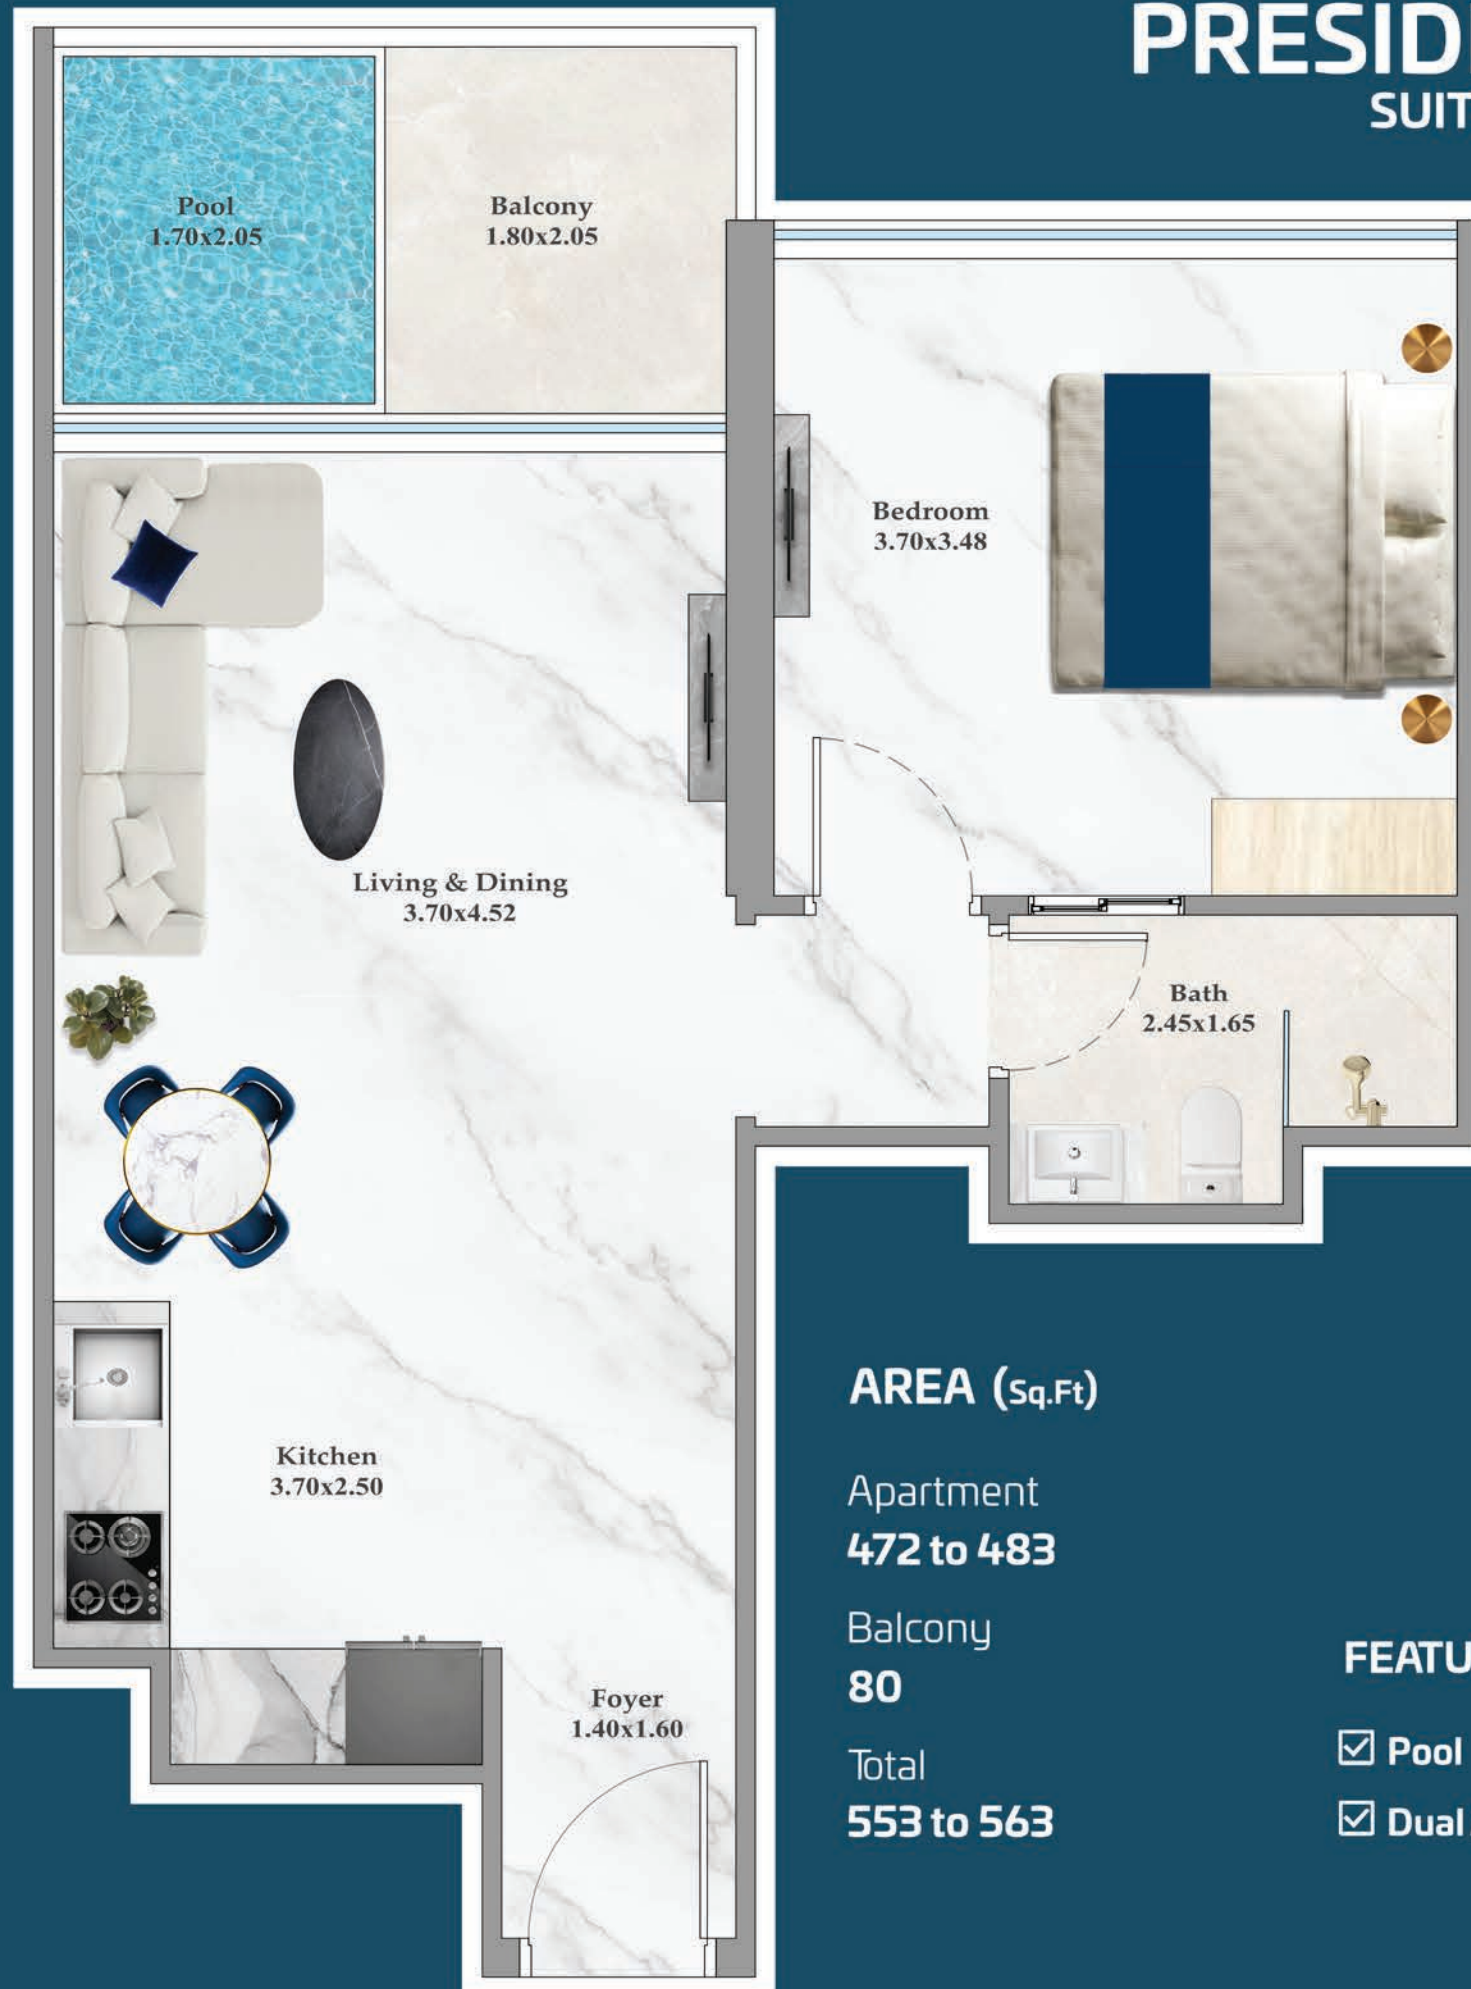 PRESID
SUIT
Pool
1.70x2.05
Balcony
1.80x2.05
Bedroom
3.70x3.48
Living & Dining
3.70x4.52
Bath
2.45x1.65
Kitchen
3.70x2.50
Foyer
1.40x1.60
AREA (Sq.Ft)
Apartment
472 to 483
Balcony
80
Total
553 to 563
FEATU
Pool
Dual